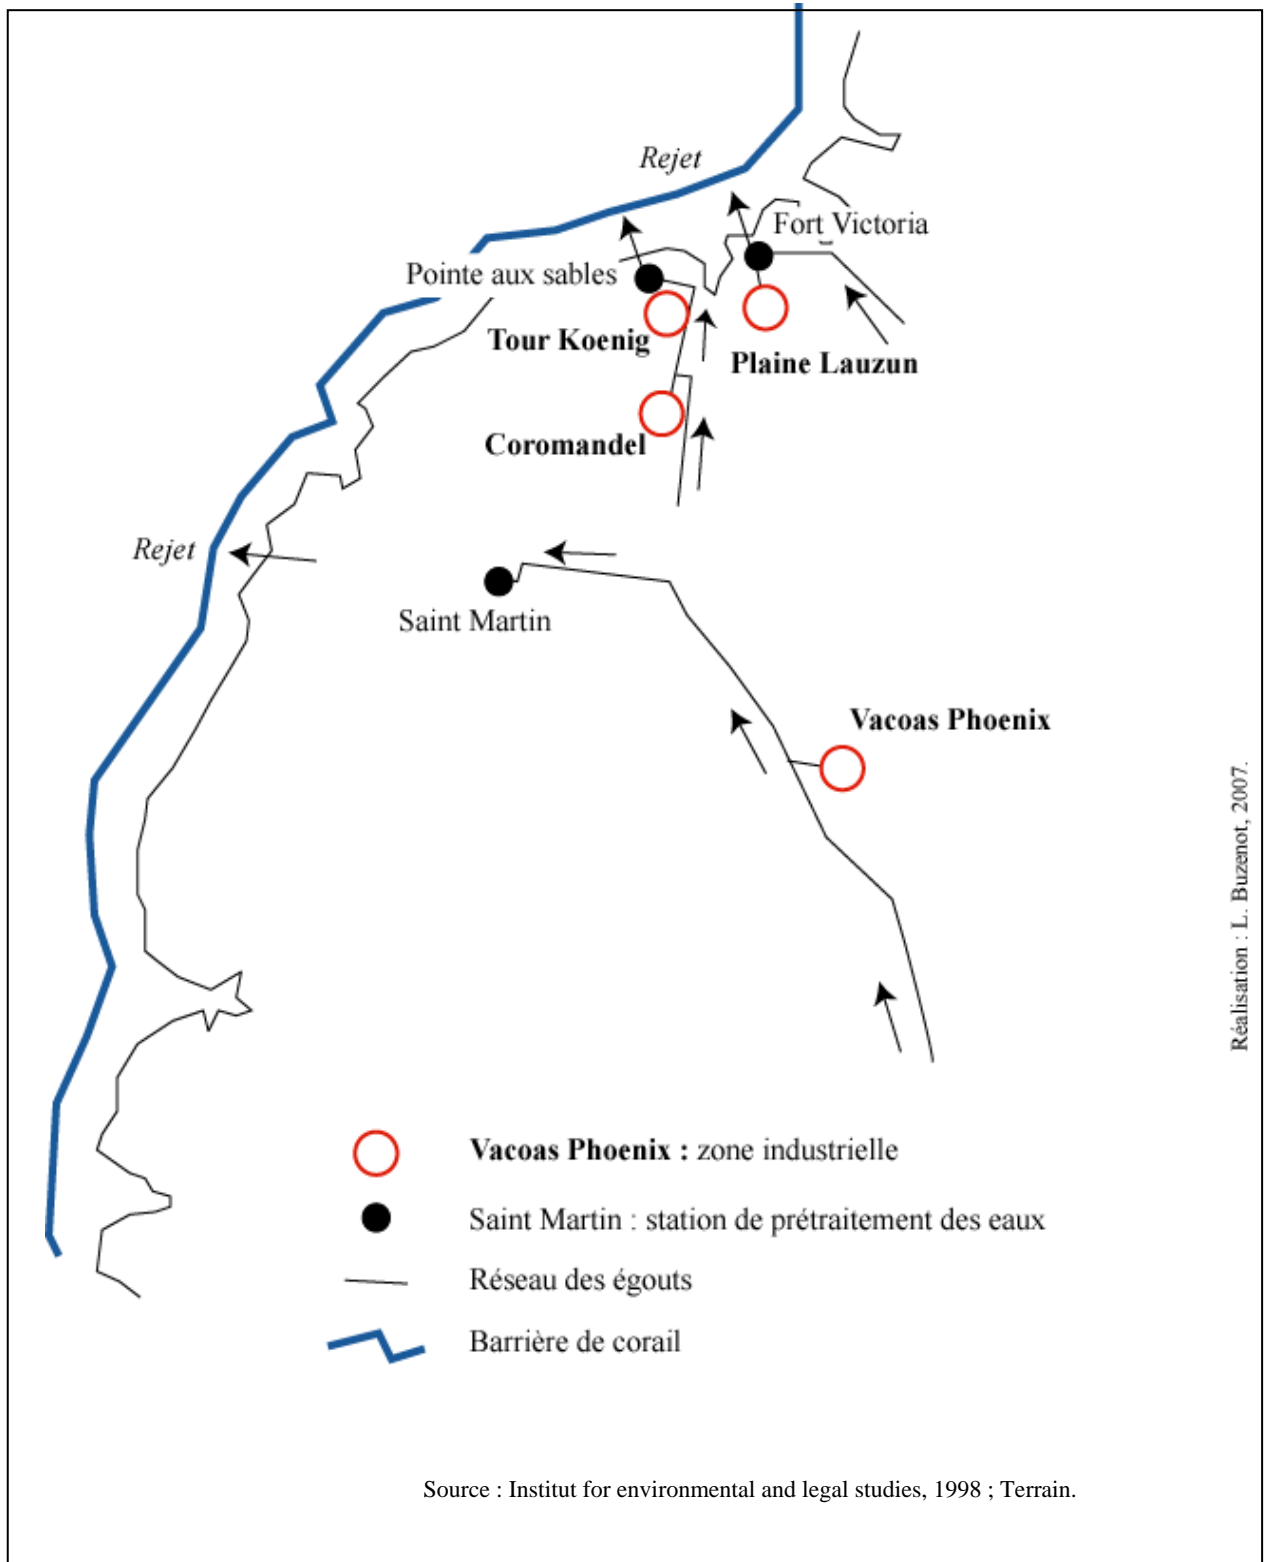 Rejet
Fort Victoria
Pointe aux sables
Tour Koenig
Plaine Lauzun
Coromandel
Rejet
Saint Martin
Vacoas Phoenix
Réalisation : L. Buzenot, 2007.
Vacoas Phoenix : zone industrielle
Saint Martin : station de prétraitement des eaux
Réseau des égouts
Barrière de corail
Source : Institut for environmental and legal studies, 1998 ; Terrain.